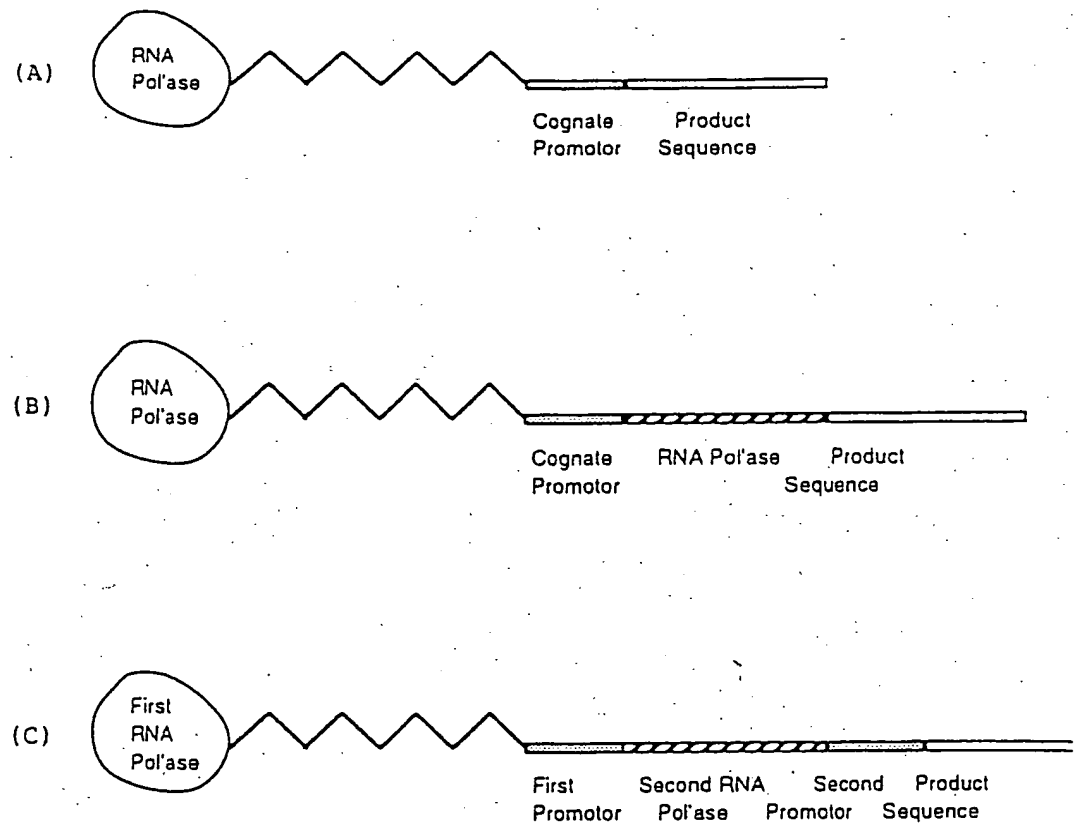 (A)
RNA
Pol'ase
Cognate Product
Promotor Sequence
(B)
RNA
Pol'ase
Cognate RNA Pol'ase Product
Promotor Sequence
(C)
First
RNA
Pol'ase
First Second RNA Second Product
Promotor Pol'ase Promotor Sequence